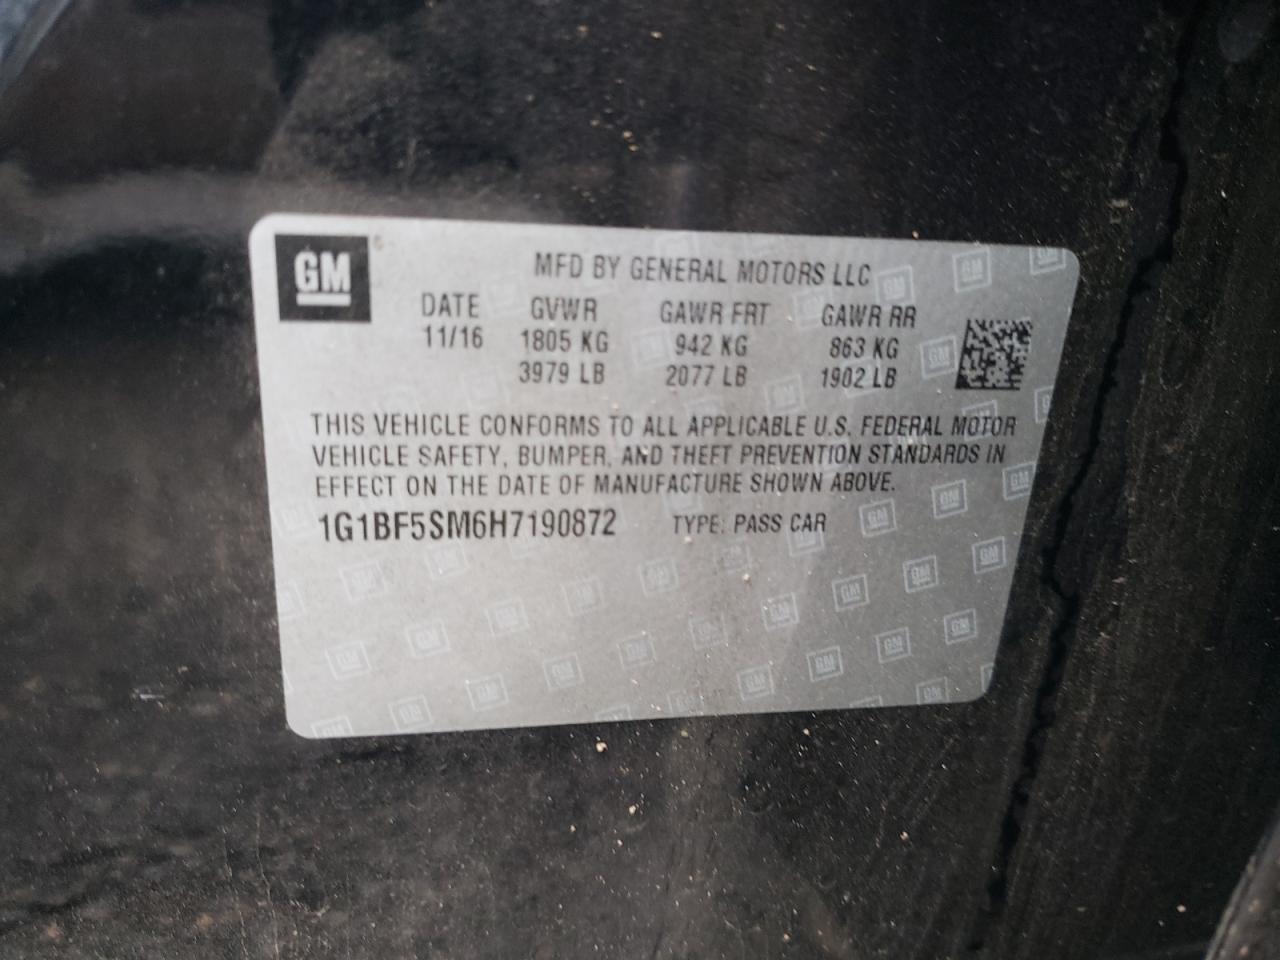 GM
MFD BY GENERAL MOTORS LLC
DATE GVWR GAWR FRT GAWR RR
11/16 1805 KG 942 KG 863 KG
3979 LB 2077 LB 1902 LB
THIS VEHICLE CONFORMS TO ALL APPLICABLE U.S. FEDERAL MOTOR
VEHICLE SAFETY, BUMPER, AND THEFT PREVENTION STANDARDS IN
EFFECT ON THE DATE OF MANUFACTURE SHOWN ABOVE.
1G1BF5SM6H7190872 TYPE: PASS CAR